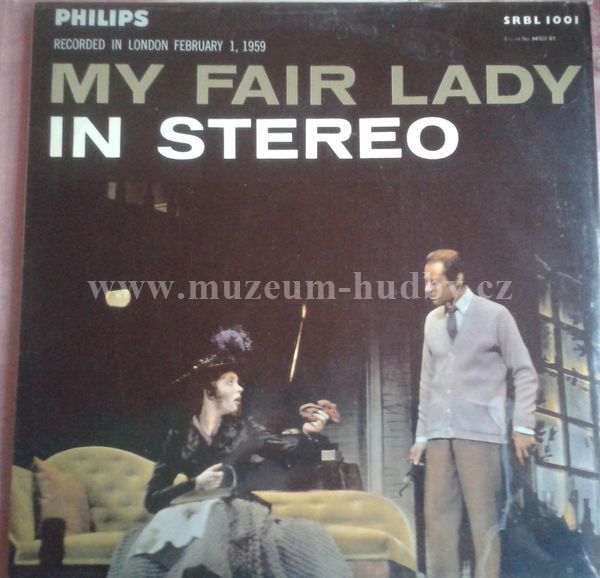 PHILIPS
SRBL 1001
RECORDED IN LONDON FEBRUARY 1, 1959
MY FAIR LADY
IN STEREO
www.muzeum-hudby.cz